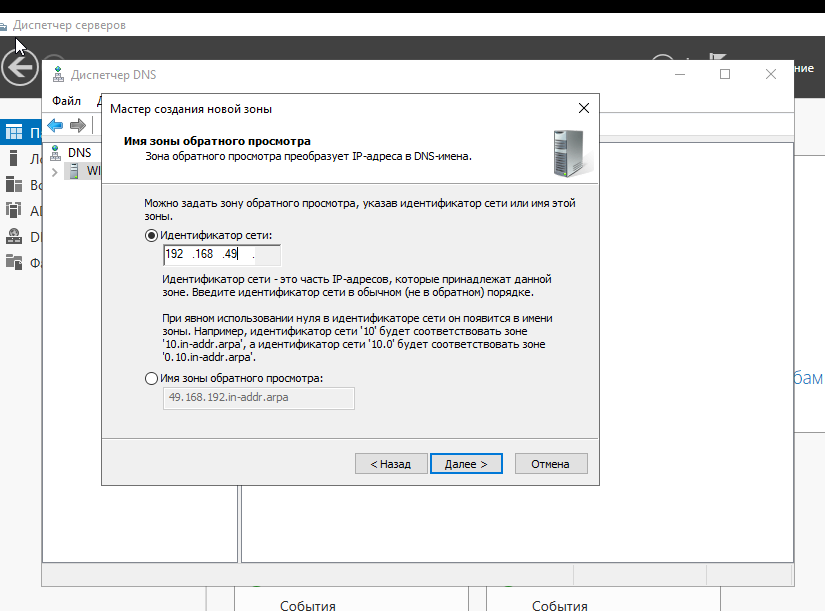 Диспетчер серверов
ние
Диспетчер DNS
Файл
Мастер создания новой зоны
Имя зоны обратного просмотра
Зона обратного просмотра преобразует IP-адреса в DNS-имена.
DNS
Можно задать зону обратного просмотра, указав идентификатор сети или имя этой
зоны.
Идентификатор сети:
192 .168 .49 .
Идентификатор сети - это часть IP-адресов, которые принадлежат данной
зоне. Введите идентификатор сети в обычном (не в обратном) порядке.
При явном использовании нуля в идентификаторе сети он появится в имени
зоны. Например, идентификатор сети '10' будет соответствовать зоне
'10.in-addr.arpa', а идентификатор сети '10.0' будет соответствовать зоне
'0.10.in-addr.arpa'.
Имя зоны обратного просмотра:
49.168.192.in-addr.arpa
бам
< Назад Далее > Отмена
События События